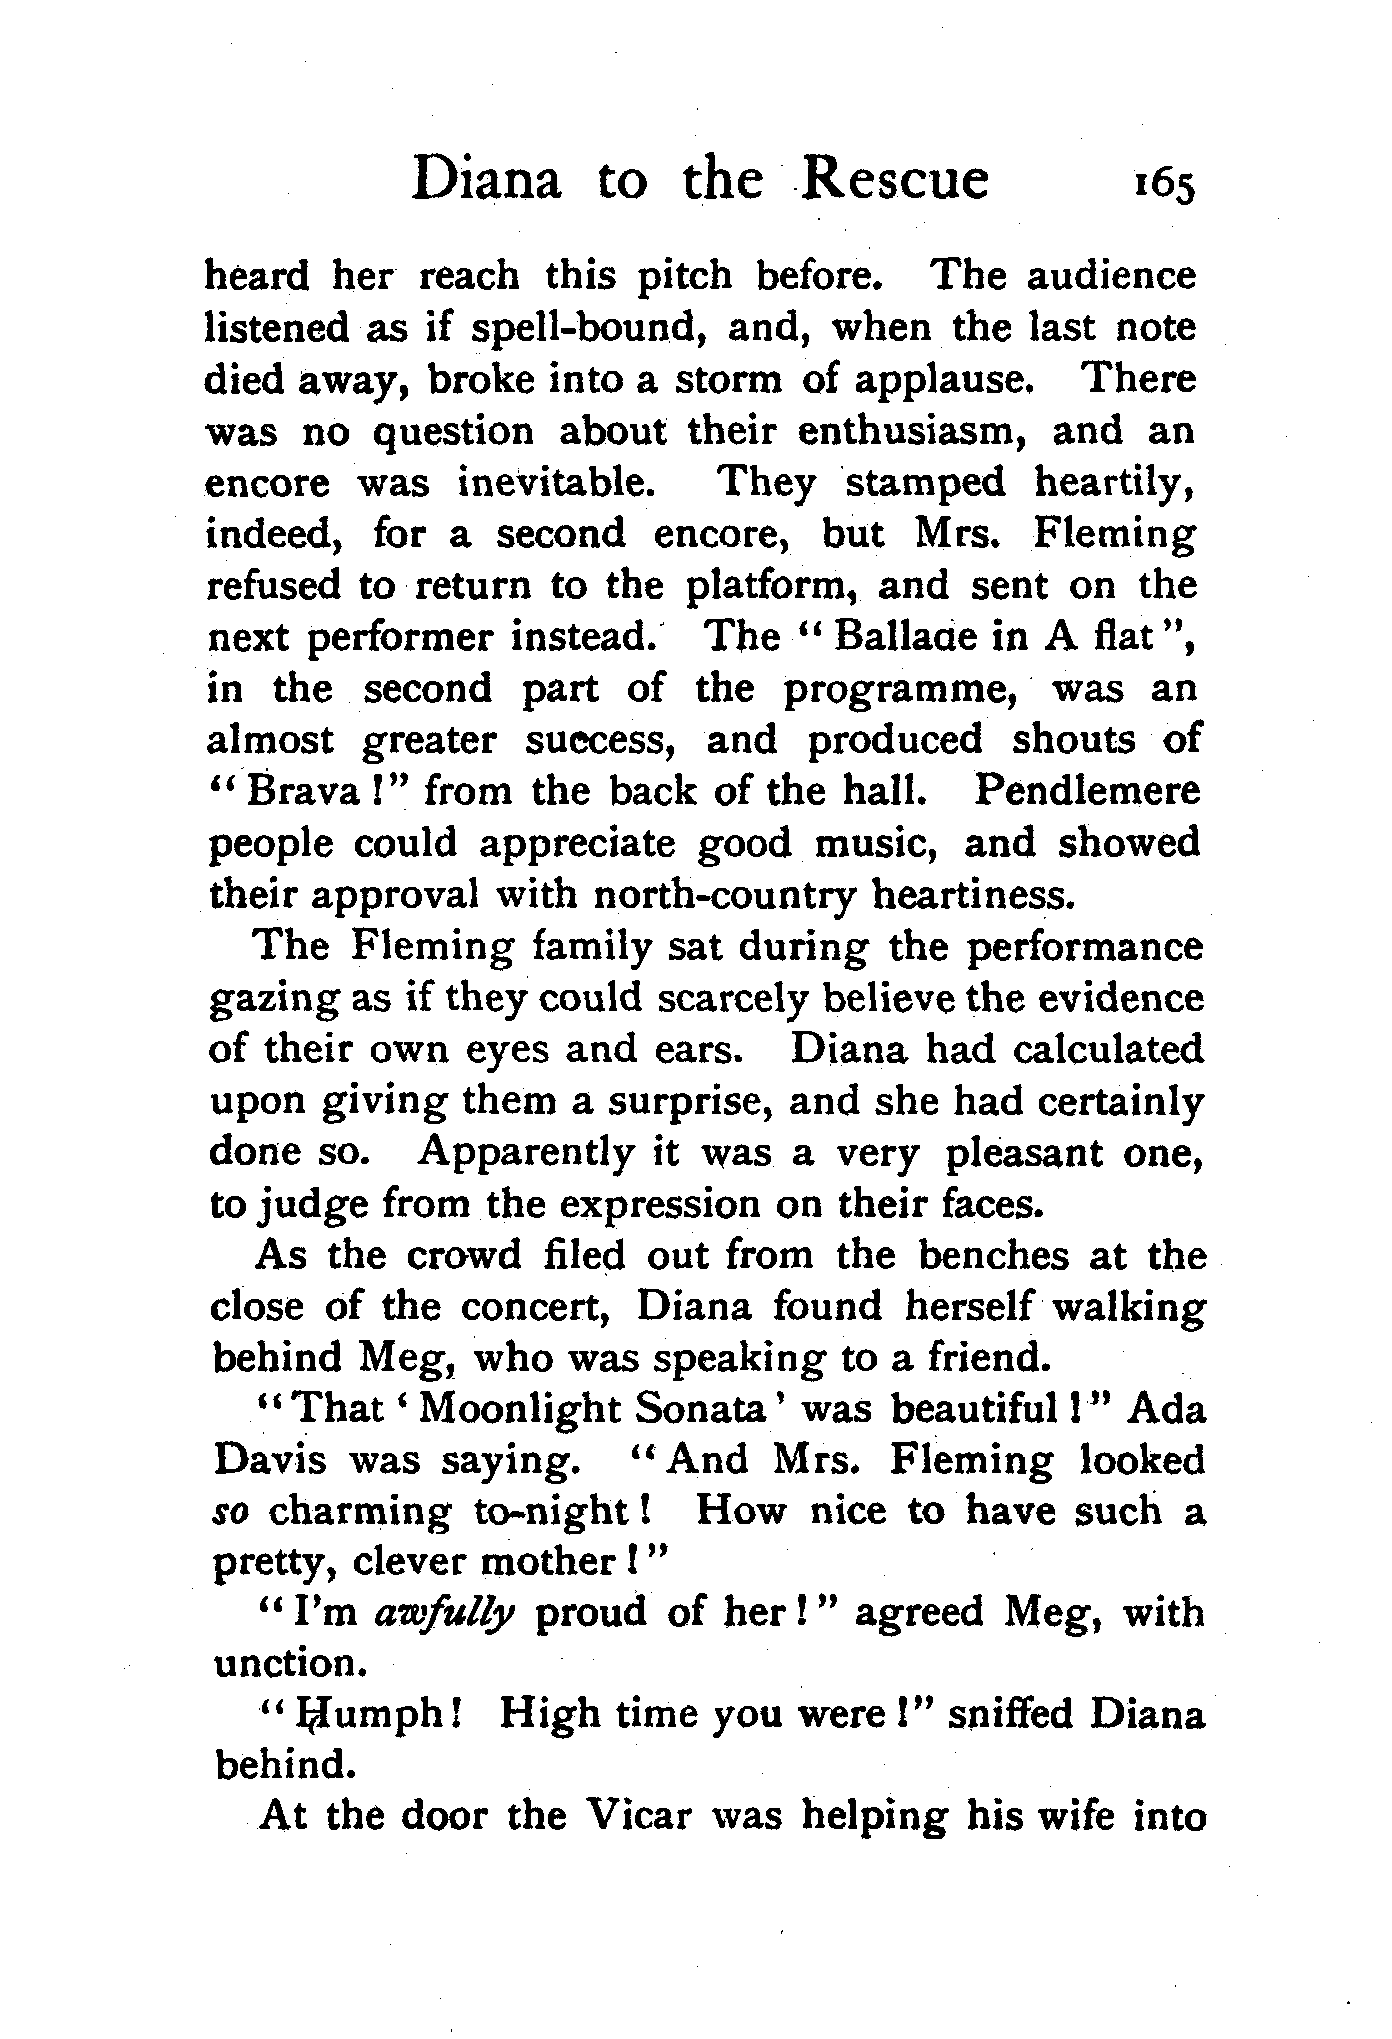 Diana to the Rescue 165
heard her reach this pitch before. The audience
listened as if spell-bound, and, when the last note
died away, broke into a storm of applause. There
was no question about their enthusiasm, and an
encore was inevitable. They stamped heartily,
indeed, for a second encore, but Mrs. Fleming
refused to return to the platform, and sent on the
next performer instead. The “Ballade in A flat”,
in the second part of the programme, was an
almost greater success, and produced shouts of
“Brava!” from the back of the hall. Pendlemere
people could appreciate good music, and showed
their approval with north-country heartiness.
The Fleming family sat during the performance
gazing as if they could scarcely believe the evidence
of their own eyes and ears. Diana had calculated
upon giving them a surprise, and she had certainly
done so. Apparently it was a very pleasant one,
to judge from the expression on their faces.
As the crowd filed out from the benches at the
close of the concert, Diana found herself walking
behind Meg, who was speaking to a friend.
“That ‘Moonlight Sonata’ was beautiful!” Ada
Davis was saying. “And Mrs. Fleming looked
so charming to-night! How nice to have such a
pretty, clever mother!”
“I’m awfully proud of her!” agreed Meg, with
unction.
“Humph! High time you were!” sniffed Diana
behind.
At the door the Vicar was helping his wife into